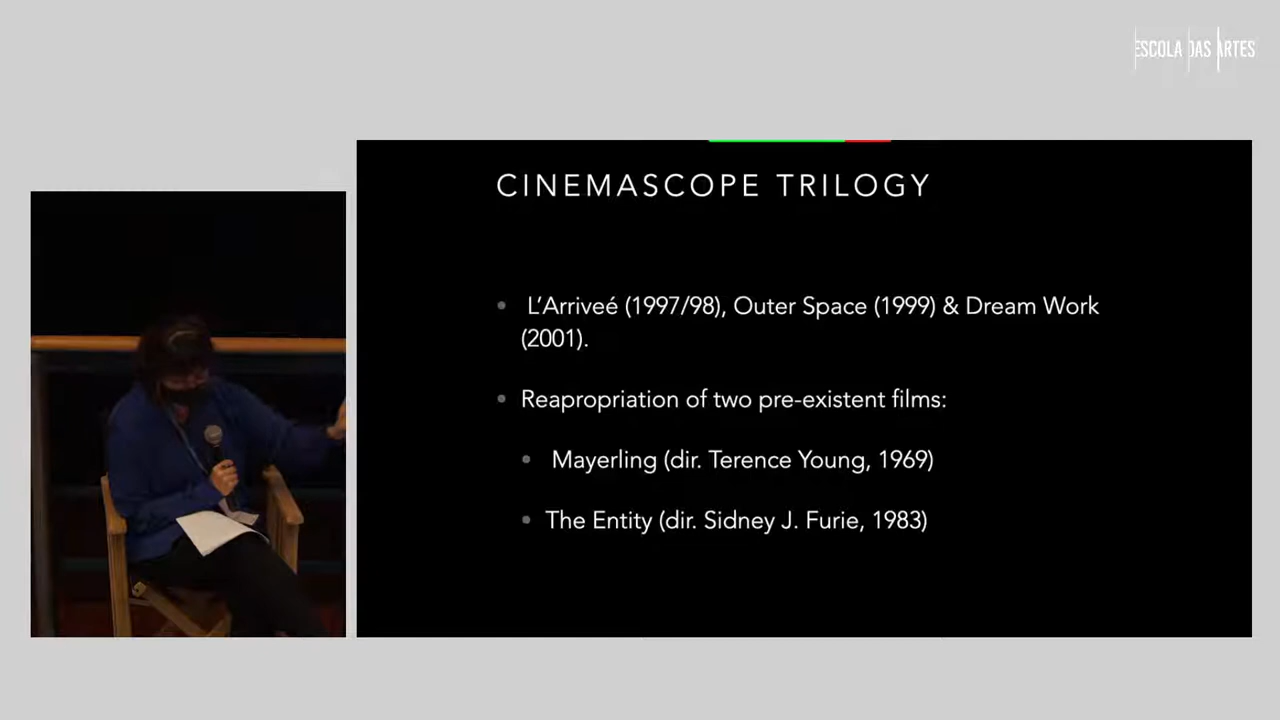 ESCOLA DAS ARTES
CINEMASCOPE TRILOGY
L’Arriveé (1997/98), Outer Space (1999) & Dream Work
(2001).
Reapropriation of two pre-existent films:
Mayerling (dir. Terence Young, 1969)
The Entity (dir. Sidney J. Furie, 1983)